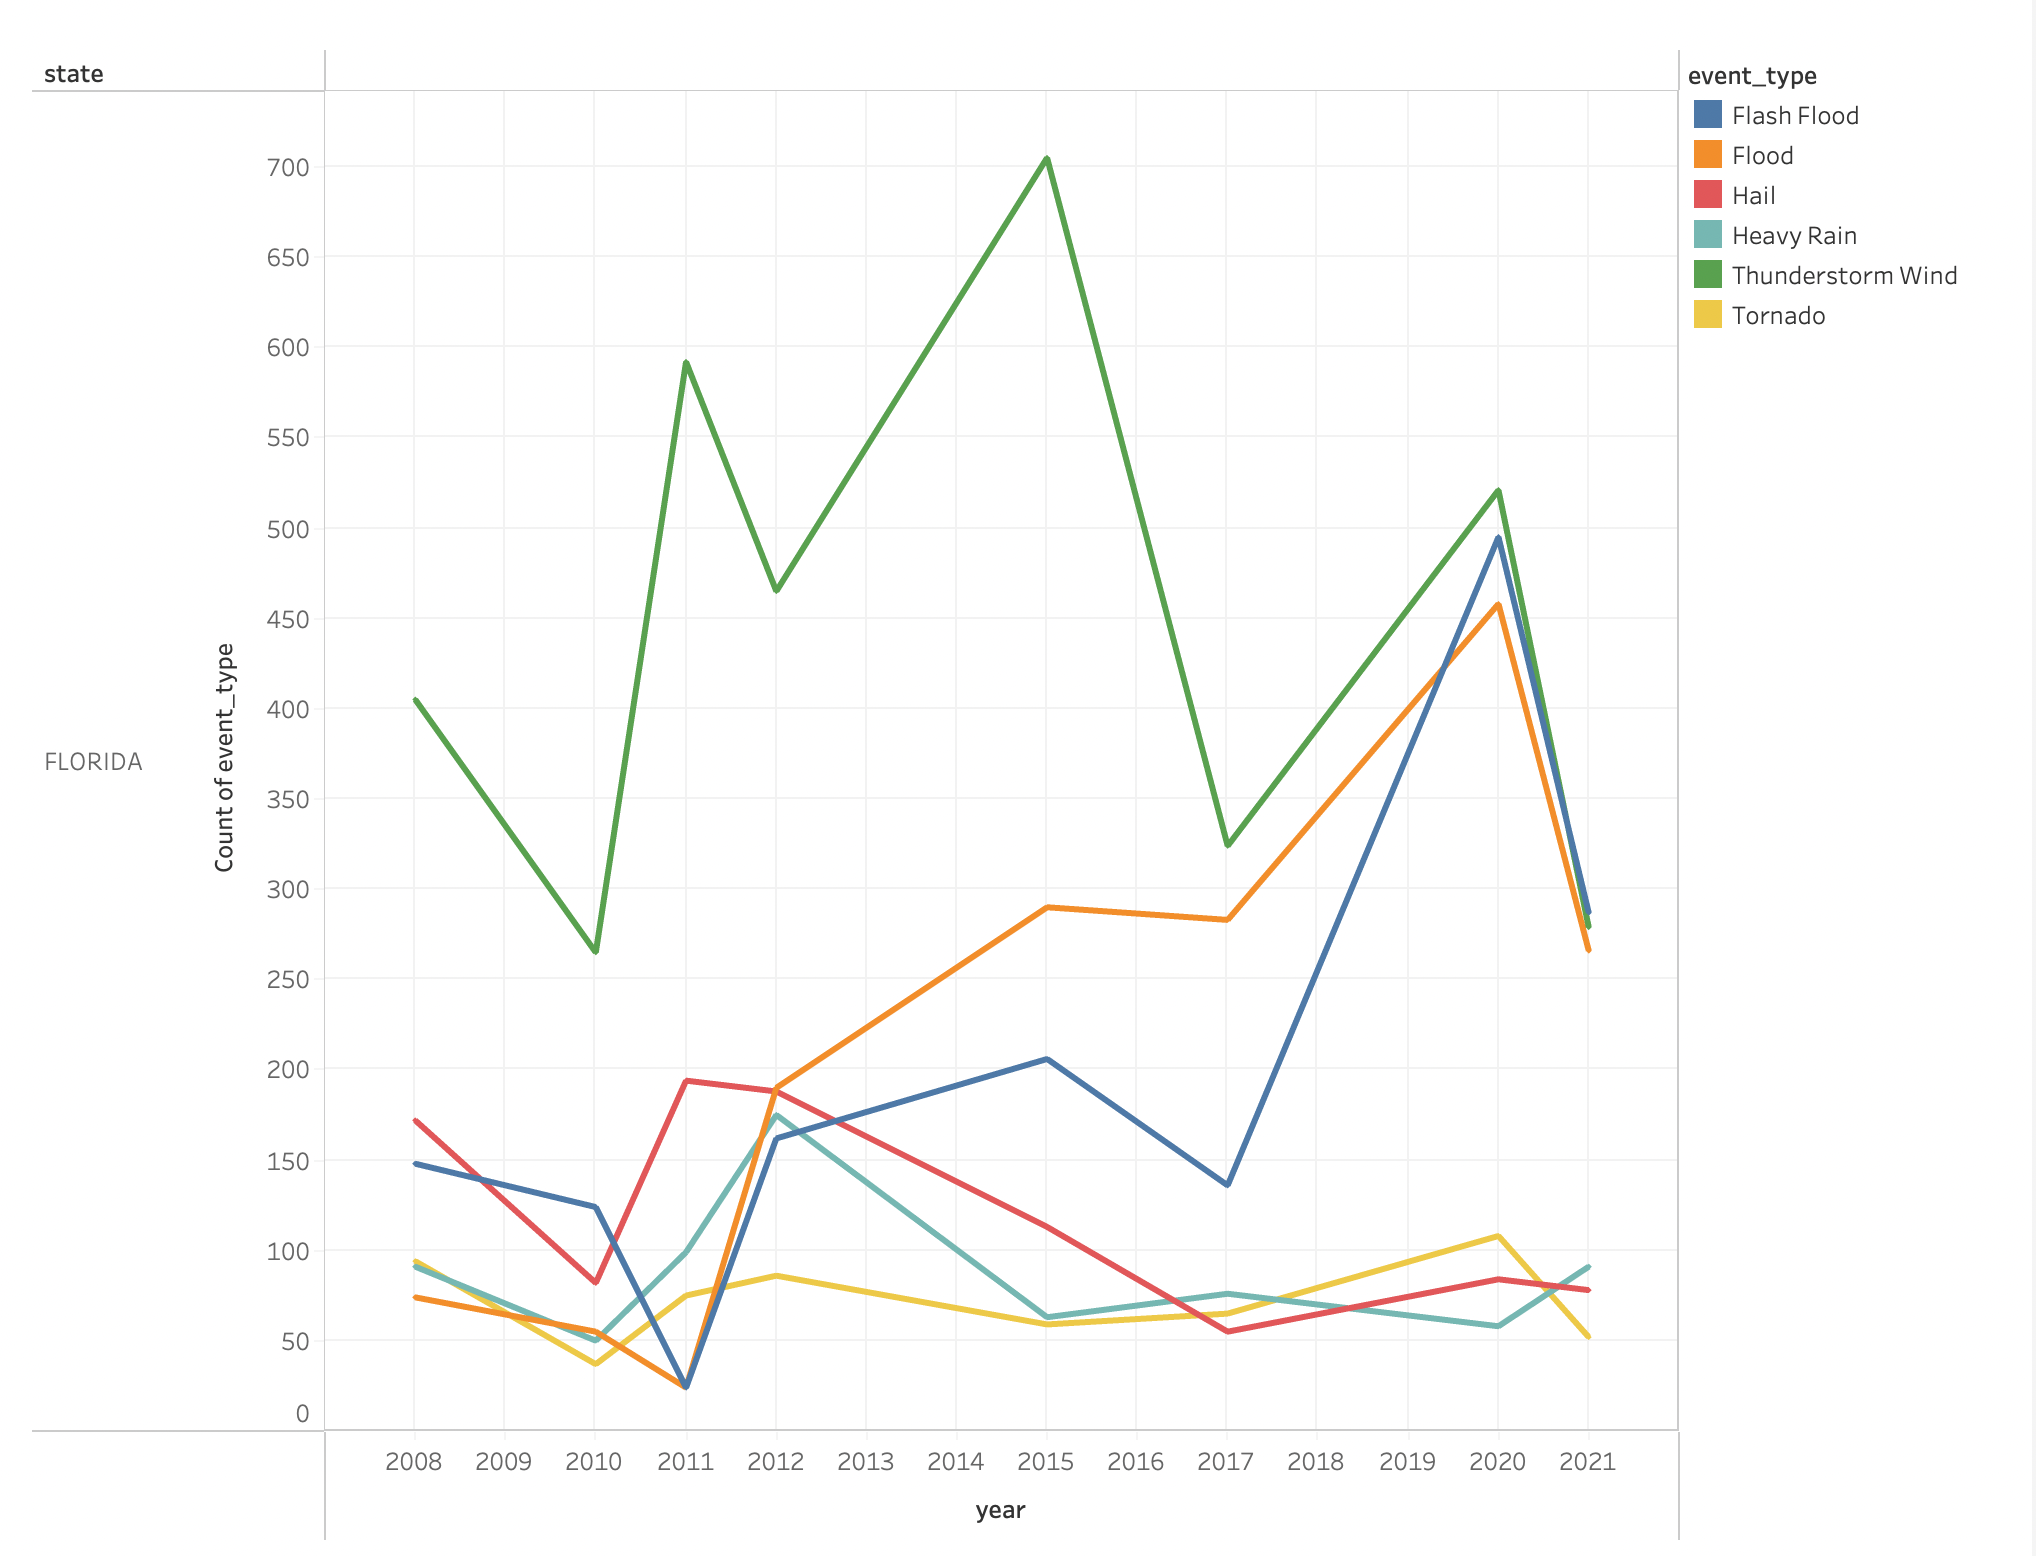 state
event_type
Flash Flood
Flood
Hail
Heavy Rain
Thunderstorm Wind
Tornado
FLORIDA
Count of event_type
700
650
600
550
500
450
400
350
300
250
200
150
100
50
0
2008 2009 2010 2011 2012 2013 2014 2015 2016 2017 2018 2019 2020 2021
year